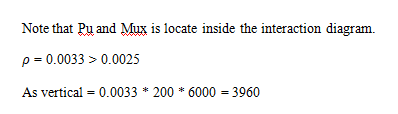 Note that Pu and Mux is locate inside the interaction diagram.
ρ = 0.0033 > 0.0025
As vertical = 0.0033 * 200 * 6000 = 3960